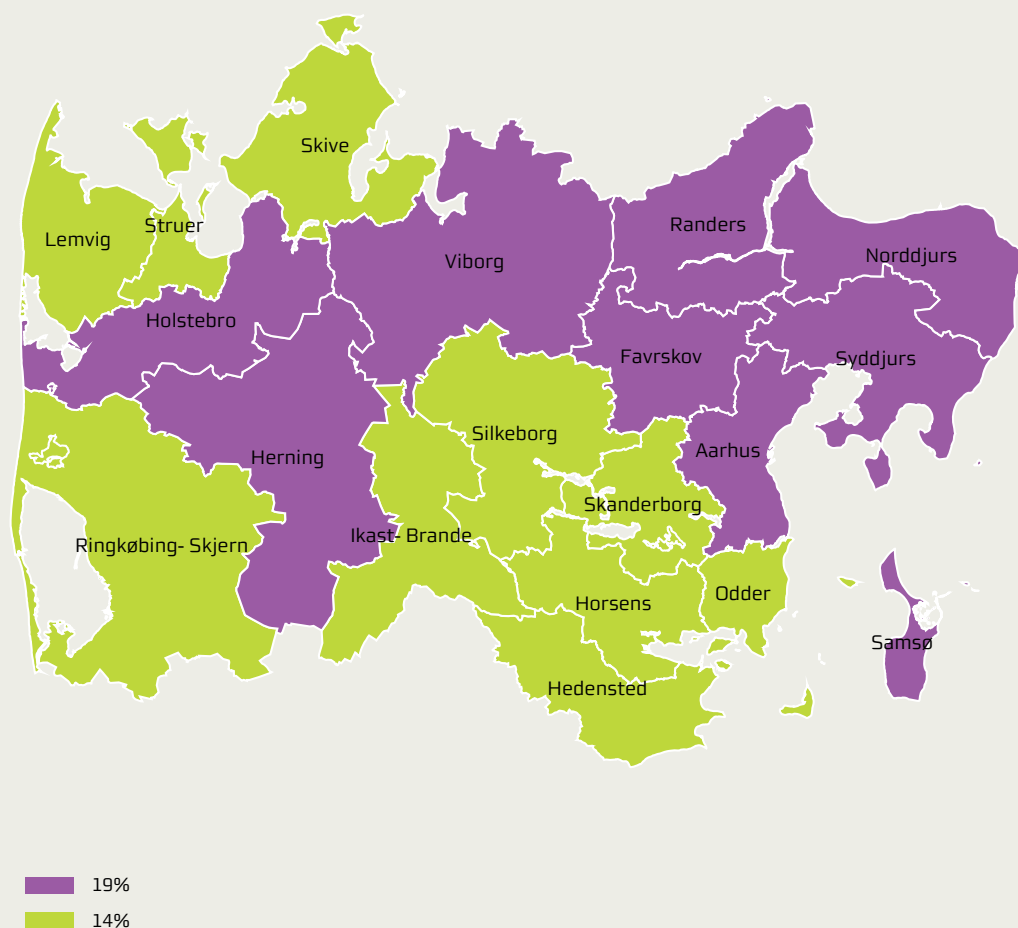 Skive
Struer
Lemvig
Randers
Norddjurs
Viborg
Holstebro
Favrskov
Syddjurs
Silkeborg
Aarhus
Herning
Skanderborg
Ikast- Brande
Ringkøbing- Skjern
Odder
Horsens
Samsø
Hedensted
19%
14%